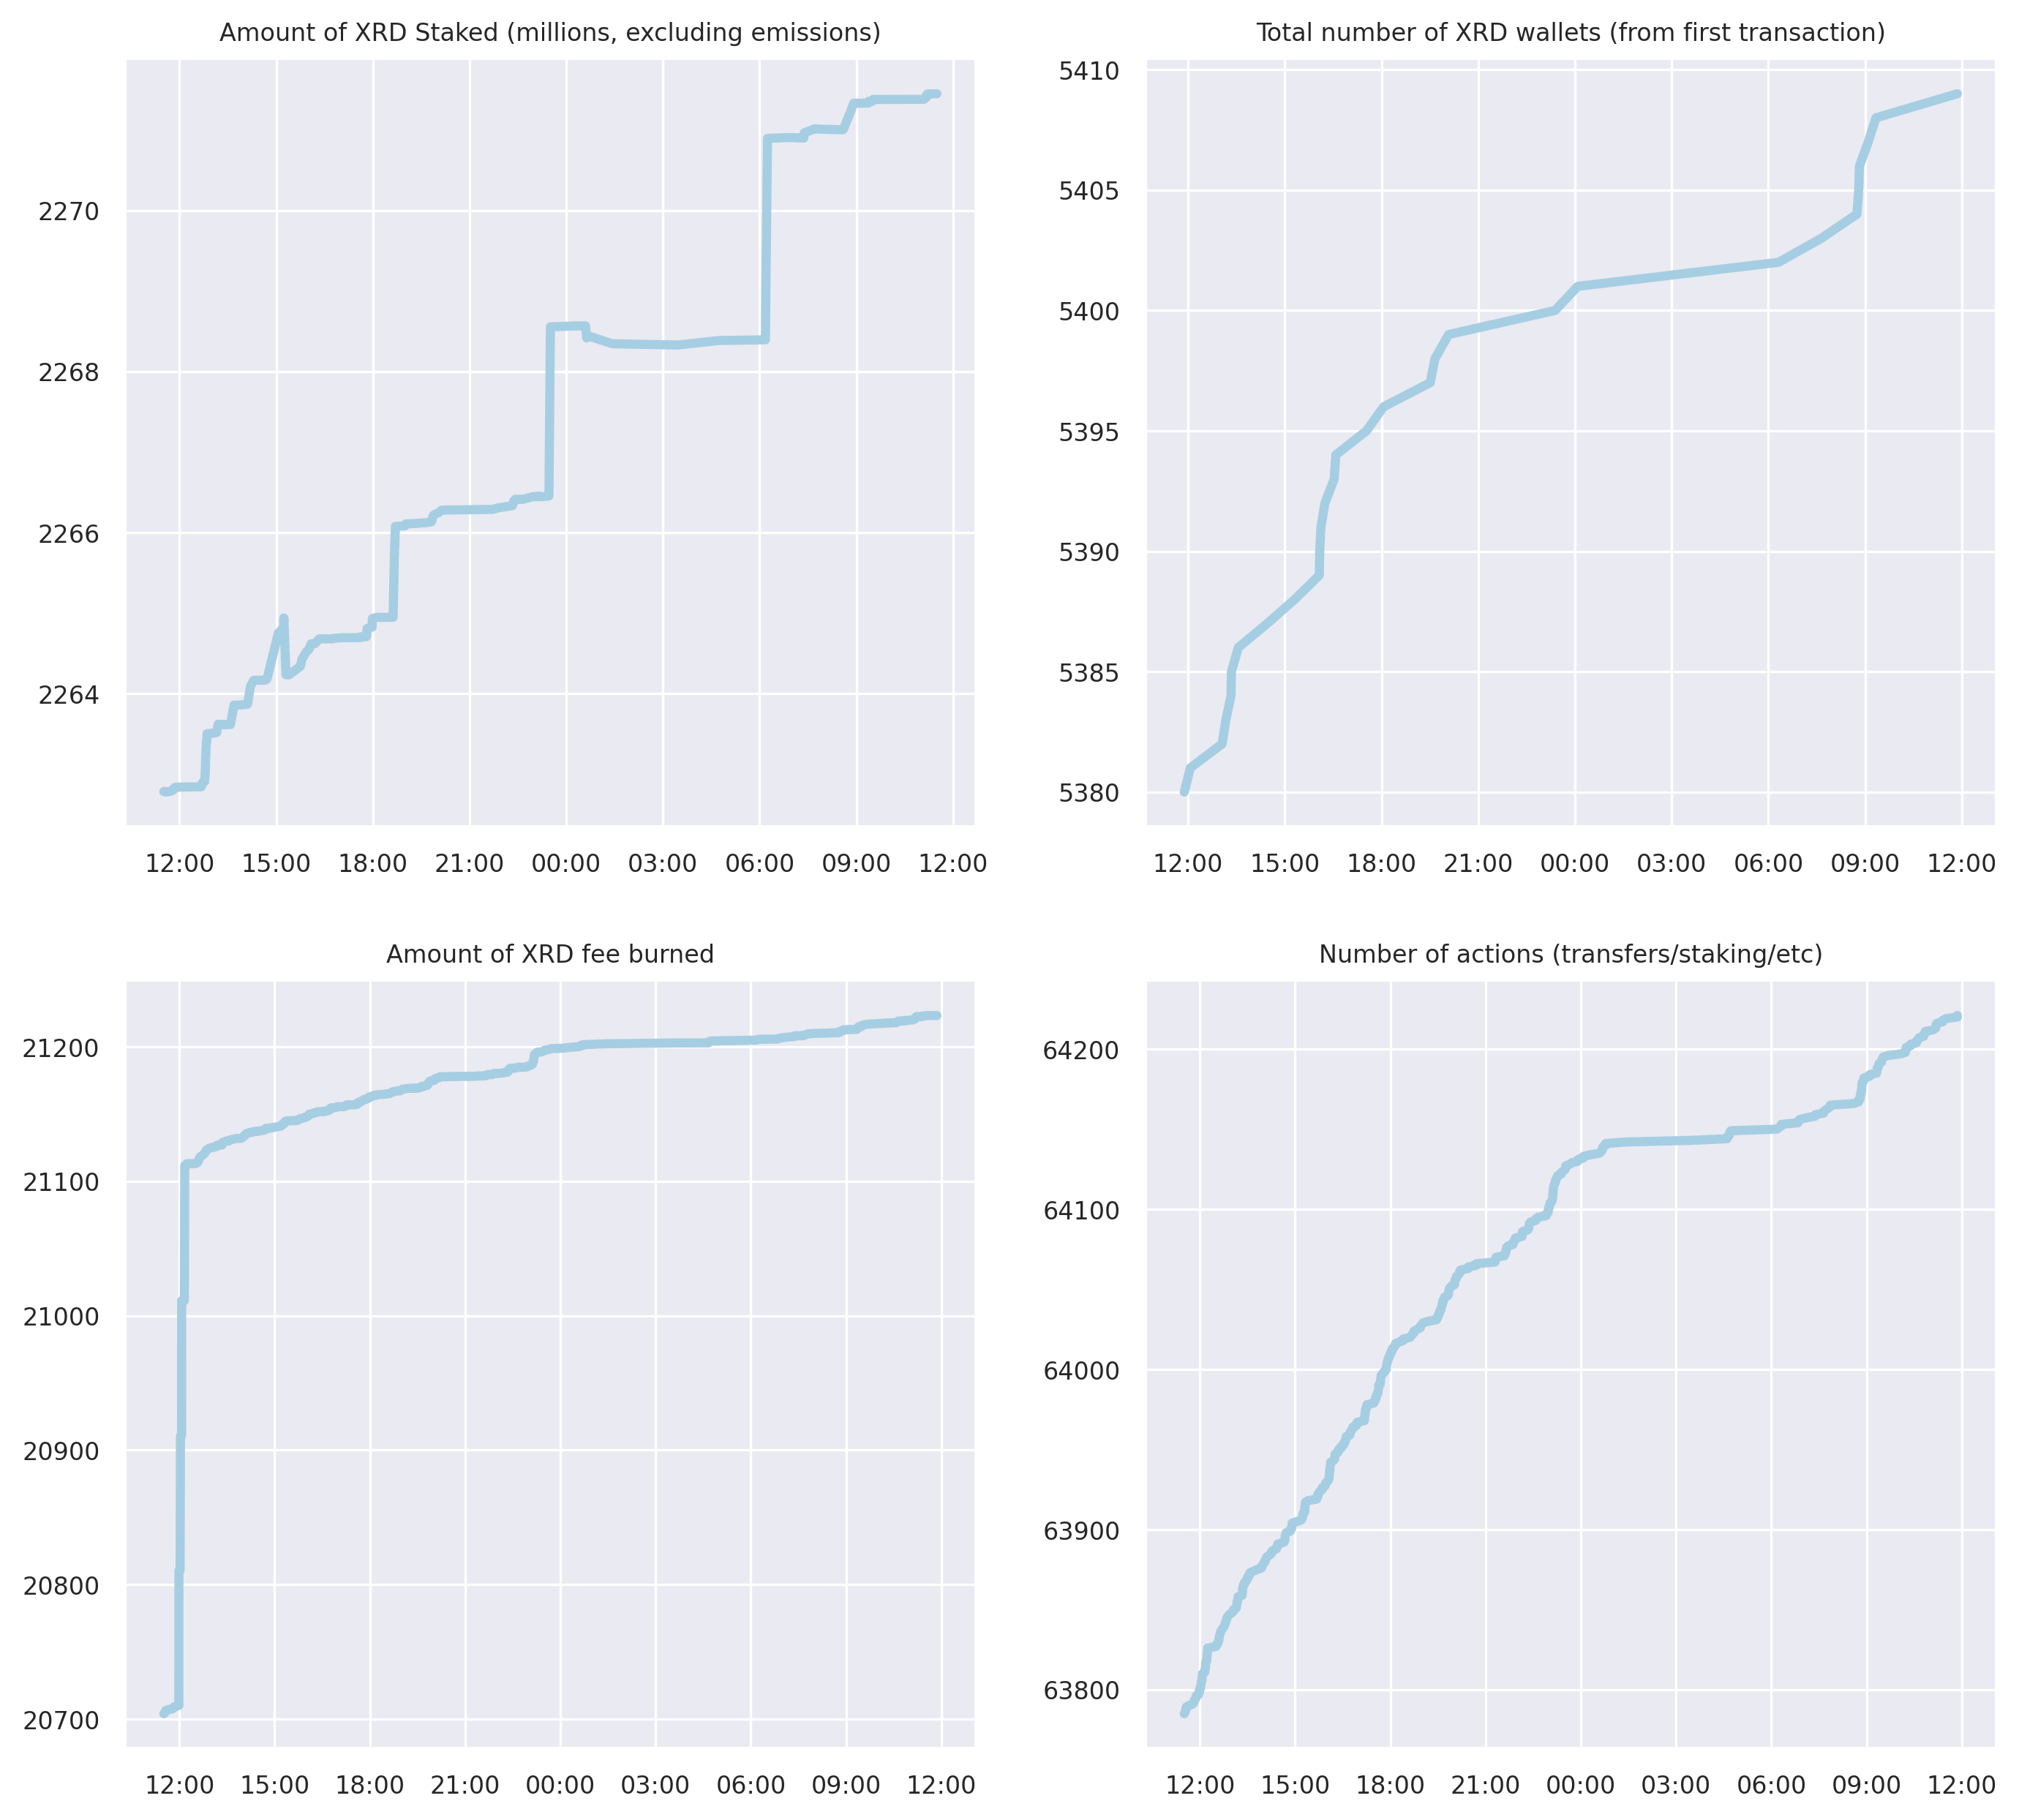 Amount of XRD Staked (millions, excluding emissions)
2270
2268
2266
2264
12:00 15:00 18:00 21:00 00:00 03:00 06:00 09:00 12:00
Total number of XRD wallets (from first transaction)
5410
5405
5400
5395
5390
5385
5380
12:00 15:00 18:00 21:00 00:00 03:00 06:00 09:00 12:00
Amount of XRD fee burned
21200
21100
21000
20900
20800
20700
12:00 15:00 18:00 21:00 00:00 03:00 06:00 09:00 12:00
Number of actions (transfers/staking/etc)
64200
64100
64000
63900
63800
12:00 15:00 18:00 21:00 00:00 03:00 06:00 09:00 12:00